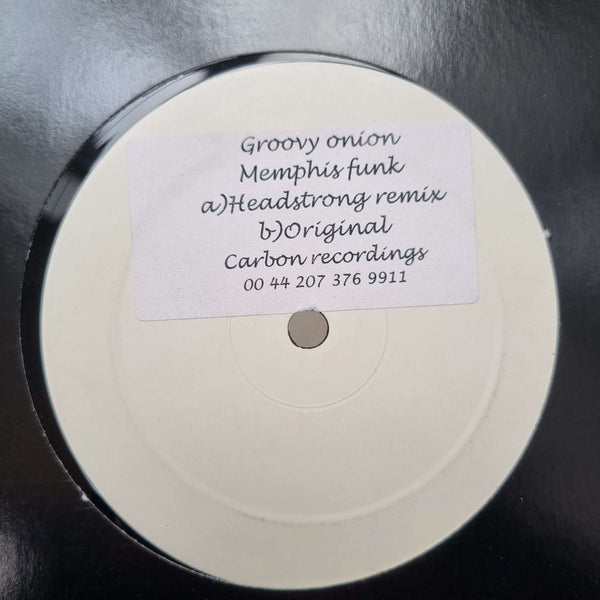 Groovy onion
Memphis funk
a)Headstrong remix
b)Original
Carbon recordings
00 44 207 376 9911